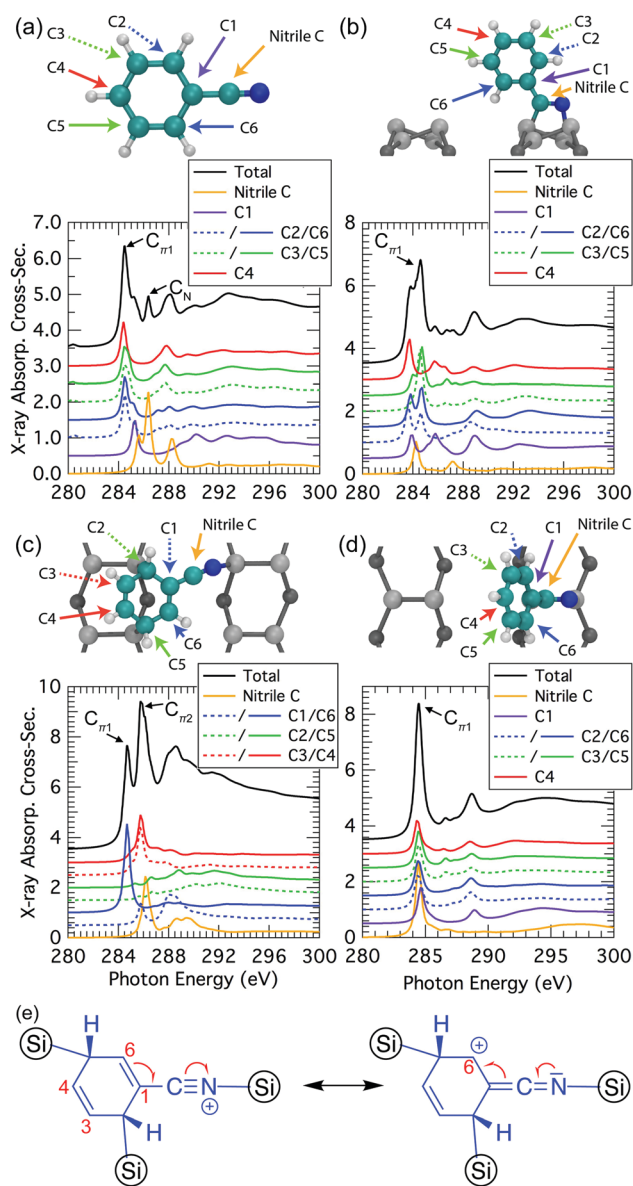 (a)
C2
C3
C1
Nitrile C
C4
C5
C6
(b)
C4
C3
C5
C2
C1
Nitrile C
C6
Total
Nitrile C
C1
/ C2/C6
/ C3/C5
C4
X-ray Absorp. Cross-Sec.
7.0
6.0
5.0
4.0
3.0
2.0
1.0
0.0
Cπ1
CN
280 284 288 292 296 300
Total
Nitrile C
C1
/ C2/C6
/ C3/C5
C4
8
6
4
2
0
Cπ1
280 284 288 292 296 300
(c)
C2
C1
Nitrile C
C3
C4
C6
C5
(d)
C2
C1
Nitrile C
C3
C4
C5
C6
Total
Nitrile C
/ C1/C6
/ C2/C5
/ C3/C4
X-ray Absorp. Cross-Sec.
10
8
6
4
2
0
Cπ1
Cπ2
280 284 288 292 296 300
Photon Energy (eV)
Total
Nitrile C
C1
/ C2/C6
/ C3/C5
C4
8
6
4
2
0
Cπ1
280 285 290 295 300
Photon Energy (eV)
(e)
Si
H
6
4
1
3
C≡N
+
Si
H
Si
Si
H
+
6
C=N
Si
H
Si